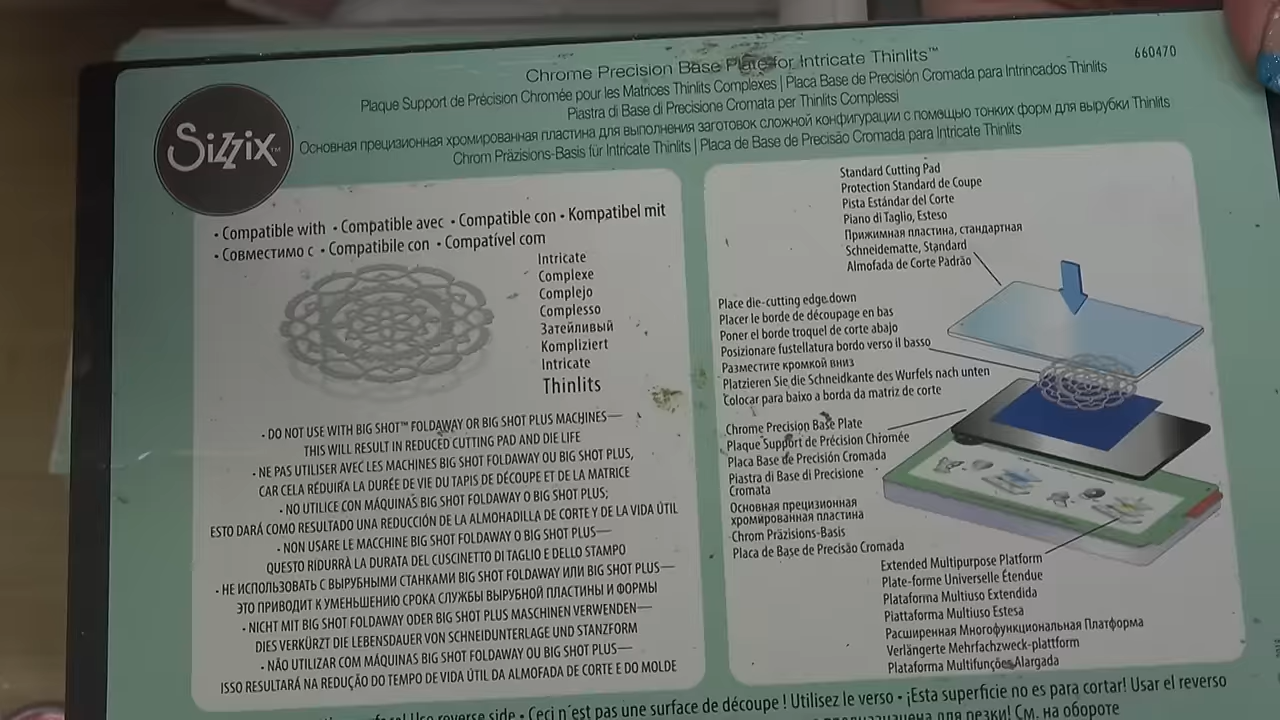 Chrome Precision Base Plate for Intricate Thinlits™
660470
Plaque Support de Précision Chromée pour les Matrices Thinlits Complexes | Placa Base de Precisión Cromada para Intrincados Thinlits
Piastra di Base di Precisione Cromata per Thinlits Complessi
Основная прецизионная хромированная пластина для выполнения заготовок сложной конфигурации с помощью тонких форм для вырубки Thinlits
Chrom Präzisions-Basis für Intricate Thinlits | Placa de Base de Precisão Cromada para Intricate Thinlits
Sizzix™
• Compatible with • Compatible avec • Compatible con • Kompatibel mit
• Совместимо с • Compatibile con • Compatível com
Intricate
Complexe
Complejo
Complesso
Затейливый
Kompliziert
Intricate
Thinlits
• DO NOT USE WITH BIG SHOT™ FOLDAWAY OR BIG SHOT PLUS MACHINES—
THIS WILL RESULT IN REDUCED CUTTING PAD AND DIE LIFE
• NE PAS UTILISER AVEC LES MACHINES BIG SHOT FOLDAWAY OU BIG SHOT PLUS,
CAR CELA RÉDUIRA LA DURÉE DE VIE DU TAPIS DE DÉCOUPE ET DE LA MATRICE
• NO UTILICE CON MÁQUINAS BIG SHOT FOLDAWAY O BIG SHOT PLUS;
ESTO DARÁ COMO RESULTADO UNA REDUCCIÓN DE LA ALMOHADILLA DE CORTE Y DE LA VIDA ÚTIL
• NON USARE LE MACCHINE BIG SHOT FOLDAWAY O BIG SHOT PLUS—
QUESTO RIDURRÀ LA DURATA DEL CUSCINETTO DI TAGLIO E DELLO STAMPO
• НЕ ИСПОЛЬЗОВАТЬ С ВЫРУБНЫМИ СТАНКАМИ BIG SHOT FOLDAWAY ИЛИ BIG SHOT PLUS—
ЭТО ПРИВОДИТ К УМЕНЬШЕНИЮ СРОКА СЛУЖБЫ ВЫРУБНОЙ ПЛАСТИНЫ И ФОРМЫ
• NICHT MIT BIG SHOT FOLDAWAY ODER BIG SHOT PLUS MASCHINEN VERWENDEN—
DIES VERKÜRZT DIE LEBENSDAUER VON SCHNEIDUNTERLAGE UND STANZFORM
• NÃO UTILIZAR COM MÁQUINAS BIG SHOT FOLDAWAY OU BIG SHOT PLUS—
ISSO RESULTARÁ NA REDUÇÃO DO TEMPO DE VIDA ÚTIL DA ALMOFADA DE CORTE E DO MOLDE
Standard Cutting Pad
Protection Standard de Coupe
Pista Estándar del Corte
Piano di Taglio, Esteso
Прижимная пластина, стандартная
Schneidematte, Standard
Almofada de Corte Padrão
Place die-cutting edge down
Placer le borde de découpage en bas
Poner el borde troquel de corte abajo
Posizionare fustellatura bordo verso il basso
Разместите кромкой вниз
Platzieren Sie die Schneidkante des Wurfels nach unten
Colocar para baixo a borda da matriz de corte
Chrome Precision Base Plate
Plaque Support de Précision Chromée
Placa Base de Precisión Cromada
Piastra di Base di Precisione
Cromata
Основная прецизионная
хромированная пластина
Chrom Präzisions-Basis
Placa de Base de Precisão Cromada
Extended Multipurpose Platform
Plate-forme Universelle Étendue
Plataforma Multiuso Extendida
Piattaforma Multiuso Estesa
Расширенная Многофункциональная Платформа
Verlängerte Mehrfachzweck-plattform
Plataforma Multifunções Alargada
Use reverse side • Ceci n'est pas une surface de découpe ! Utilisez le verso • ¡Esta superficie no es para cortar! Usar el reverso
для резки! См. на обороте